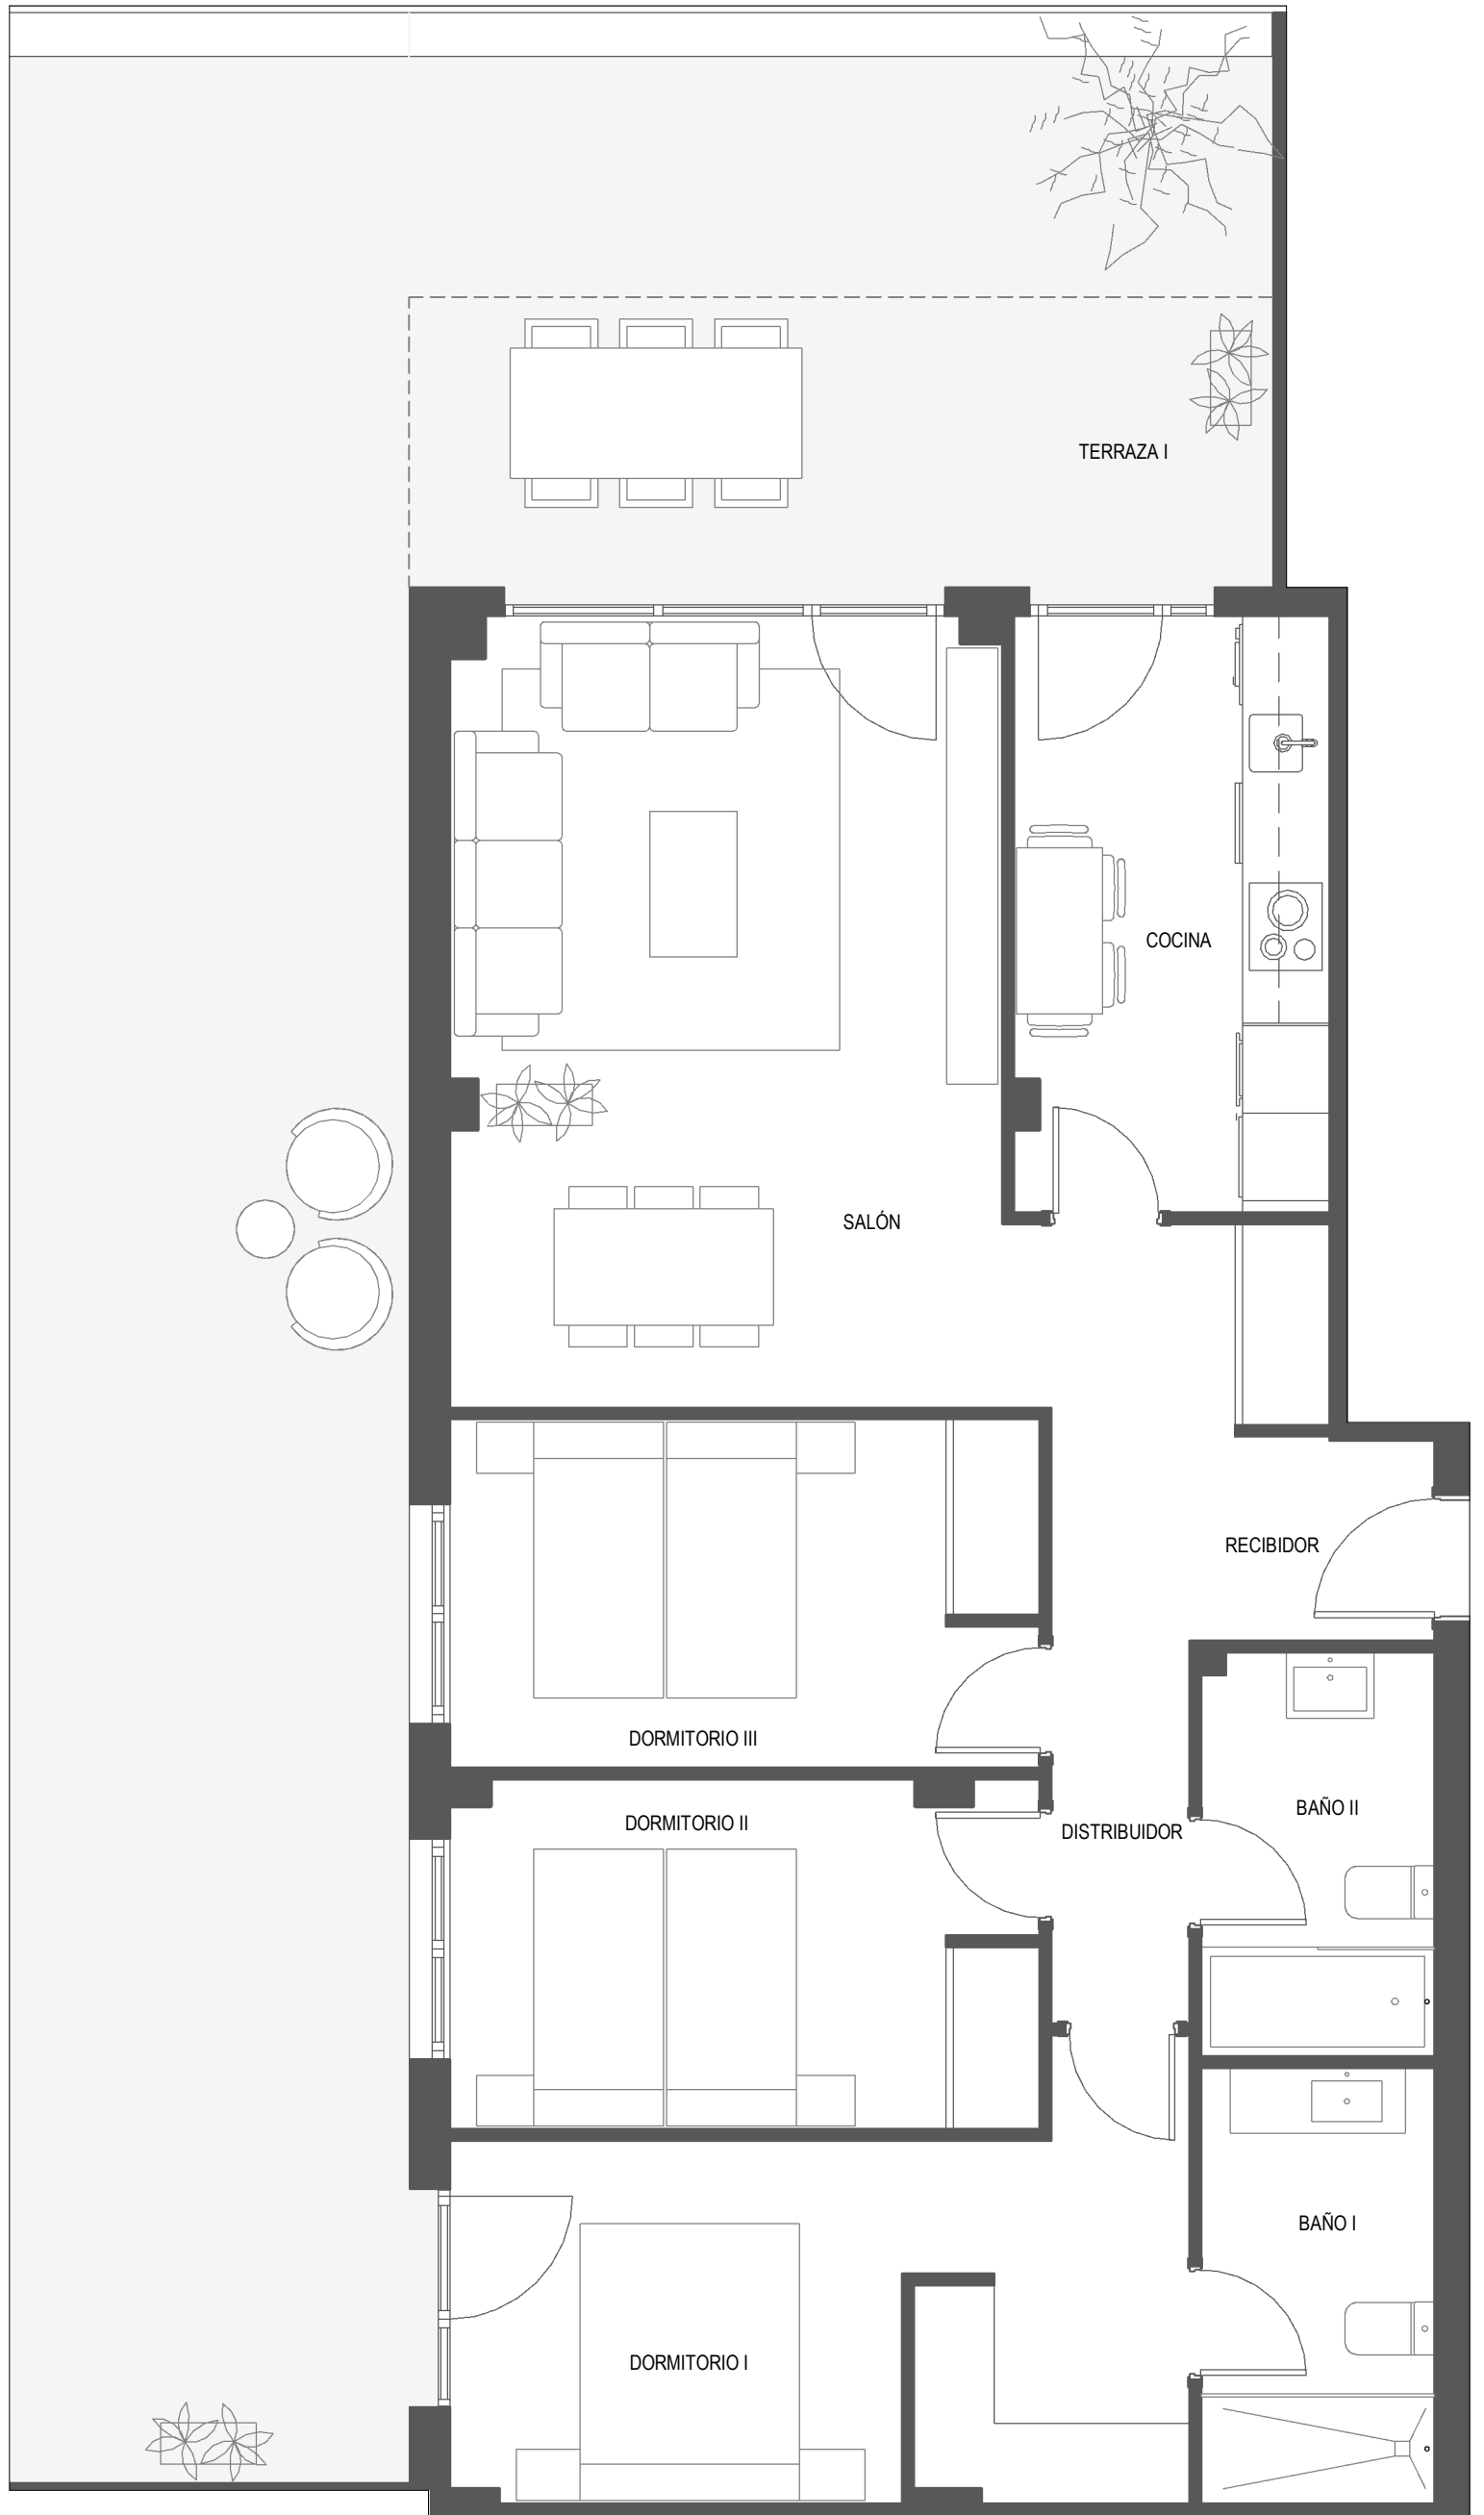 TERRAZA I
COCINA
SALÓN
RECIBIDOR
DORMITORIO III
BAÑO II
DORMITORIO II
DISTRIBUIDOR
BAÑO I
DORMITORIO I